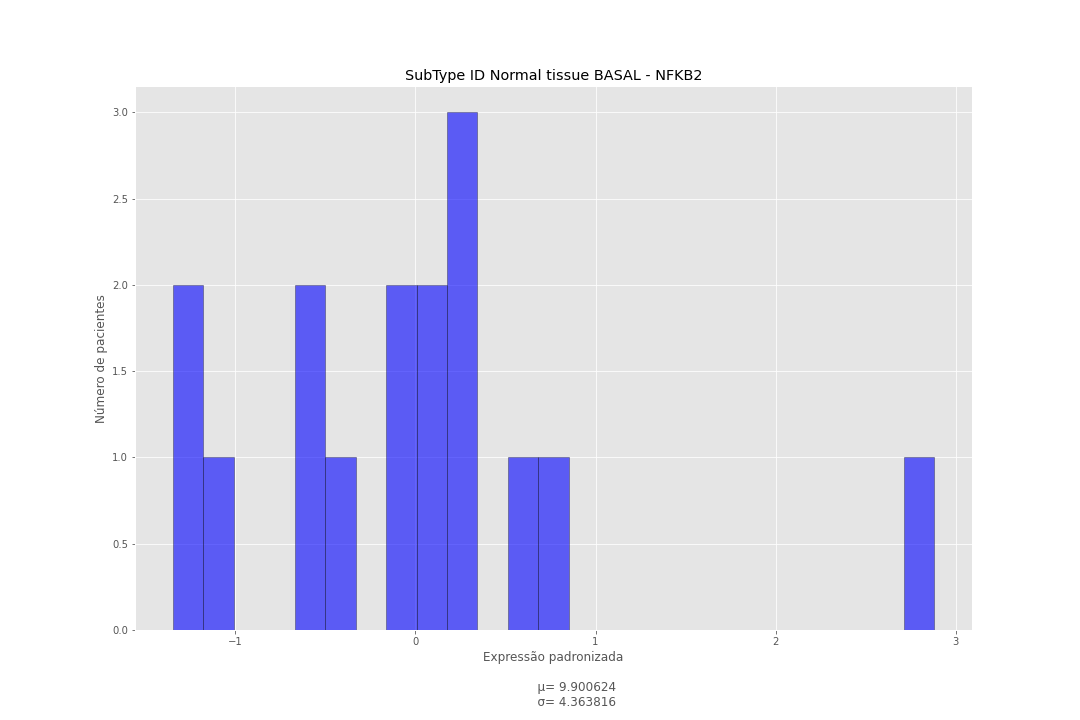 SubType ID Normal tissue BASAL - NFKB2
3.0
2.5
2.0
1.5
1.0
0.5
0.0
Número de pacientes
−1
0
1
2
3
Expressão padronizada
μ= 9.900624
σ= 4.363816